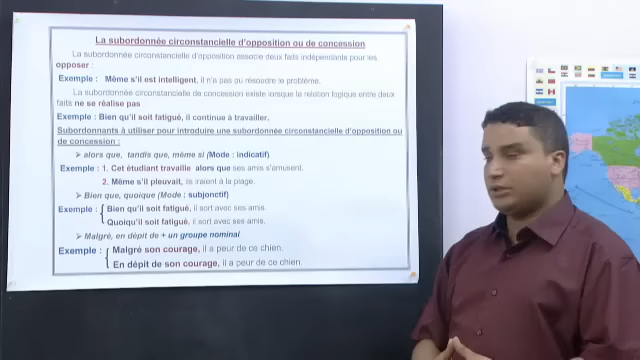 La subordonnée circonstancielle d'opposition ou de concession
La subordonnée circonstancielle d'opposition associe deux faits indépendants pour les
opposer :
Exemple : Même s'il est intelligent, il n'a pas pu résoudre le problème.
La subordonnée circonstancielle de concession existe lorsque la relation logique entre deux
faits ne se réalise pas
Exemple : Bien qu'il soit fatigué, il continue à travailler.
Subordonnants à utiliser pour introduire une subordonnée circonstancielle d'opposition ou
de concession :
➢ alors que, tandis que, même si (Mode : indicatif)
Exemple : 1. Cet étudiant travaille alors que ses amis s'amusent.
2. Même s'il pleuvait, ils iraient à la plage.
➢ Bien que, quoique (Mode : subjonctif)
Exemple : Bien qu'il soit fatigué, il sort avec ses amis.
Quoiqu'il soit fatigué, il sort avec ses amis.
➢ Malgré, en dépit de + un groupe nominal
Exemple : Malgré son courage, il a peur de ce chien.
En dépit de son courage, il a peur de ce chien.